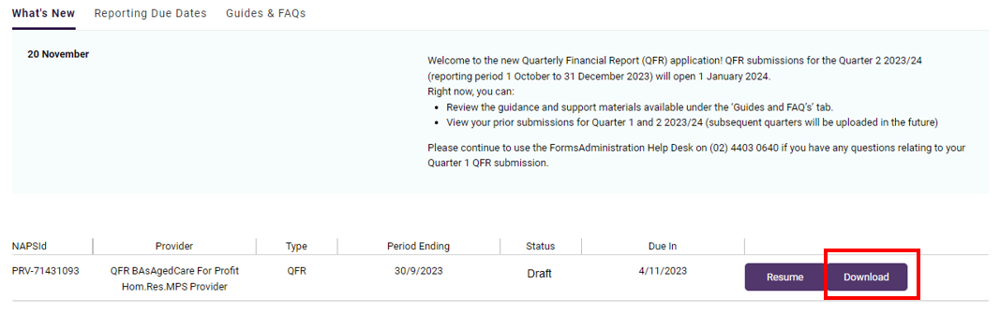 What's New Reporting Due Dates Guides & FAQs
20 November
Welcome to the new Quarterly Financial Report (QFR) application! QFR submissions for the Quarter 2 2023/24
(reporting period 1 October to 31 December 2023) will open 1 January 2024.
Right now, you can:
• Review the guidance and support materials available under the 'Guides and FAQ's' tab.
• View your prior submissions for Quarter 1 and 2 2023/24 (subsequent quarters will be uploaded in the future)
Please continue to use the FormsAdministration Help Desk on (02) 4403 0640 if you have any questions relating to your
Quarter 1 QFR submission.
NAPSId Provider Type Period Ending Status Due In
PRV-71431093 QFR BAsAgedCare For Profit QFR 30/9/2023 Draft 4/11/2023 Resume Download
Hom.Res.MPS Provider